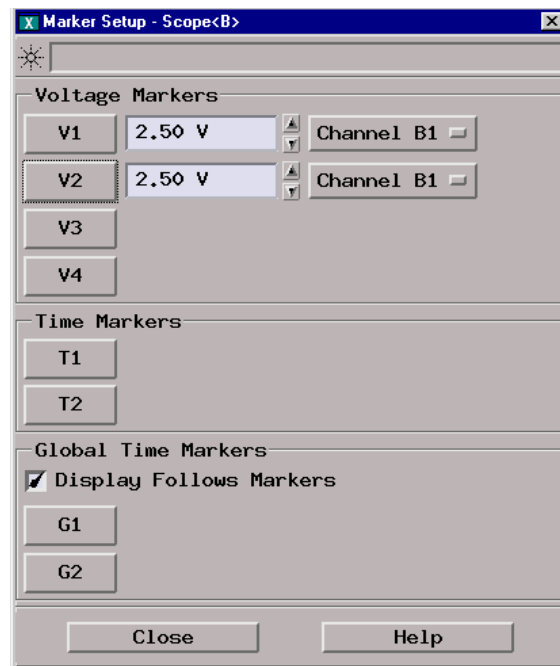 Marker Setup - Scope<B>
Voltage Markers
V1 2.50 V Channel B1
V2 2.50 V Channel B1
V3
V4
Time Markers
T1
T2
Global Time Markers
Display Follows Markers
G1
G2
Close Help